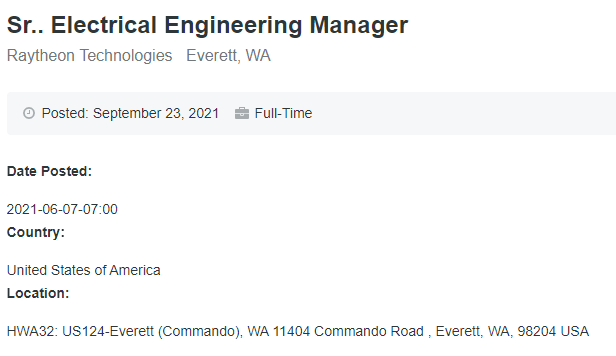 Sr.. Electrical Engineering Manager
Raytheon Technologies Everett, WA
Posted: September 23, 2021 Full-Time
Date Posted:
2021-06-07-07:00
Country:
United States of America
Location:
HWA32: US124-Everett (Commando), WA 11404 Commando Road , Everett, WA, 98204 USA